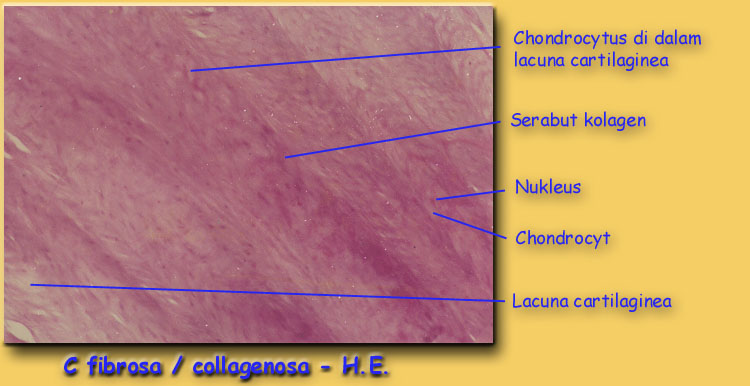 Chondrocytus di dalam
lacuna cartilaginea
Serabut kolagen
Nukleus
Chondrocyt
Lacuna cartilaginea
C fibrosa / collagenosa - H.E.